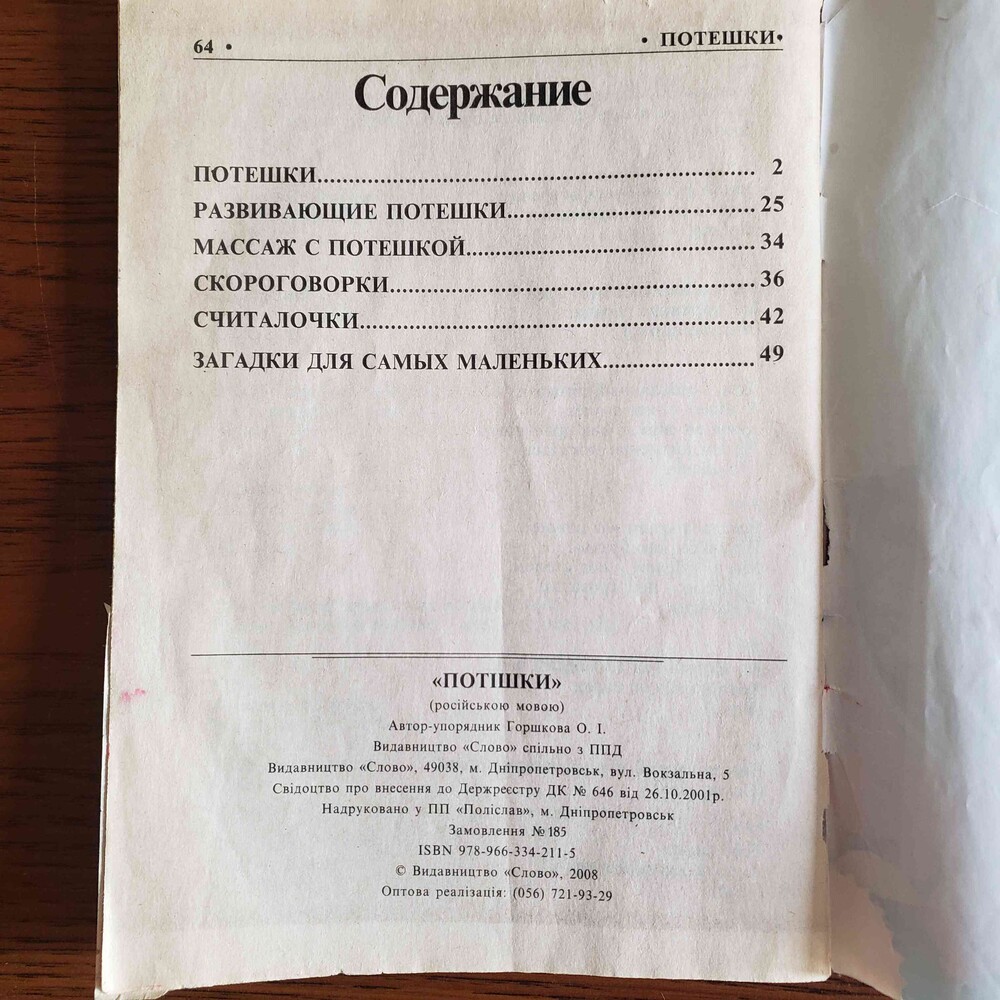 64 •
• ПОТЕШКИ•
Содержание
ПОТЕШКИ..................................................................... 2
РАЗВИВАЮЩИЕ ПОТЕШКИ.......................................25
МАССАЖ С ПОТЕШКОЙ.............................................34
СКОРОГОВОРКИ.........................................................36
СЧИТАЛОЧКИ..............................................................42
ЗАГАДКИ ДЛЯ САМЫХ МАЛЕНЬКИХ........................49
«ПОТІШКИ»
(російською мовою)
Автор-упорядник Горшкова О. І.
Видавництво «Слово» спільно з ППД
Видавництво «Слово», 49038, м. Дніпропетровськ, вул. Вокзальна, 5
Свідоцтво про внесення до Держреєстру ДК № 646 від 26.10.2001р.
Надруковано у ПП «Поліслав», м. Дніпропетровськ
Замовлення № 185
ISBN 978-966-334-211-5
© Видавництво «Слово», 2008
Оптова реалізація: (056) 721-93-29